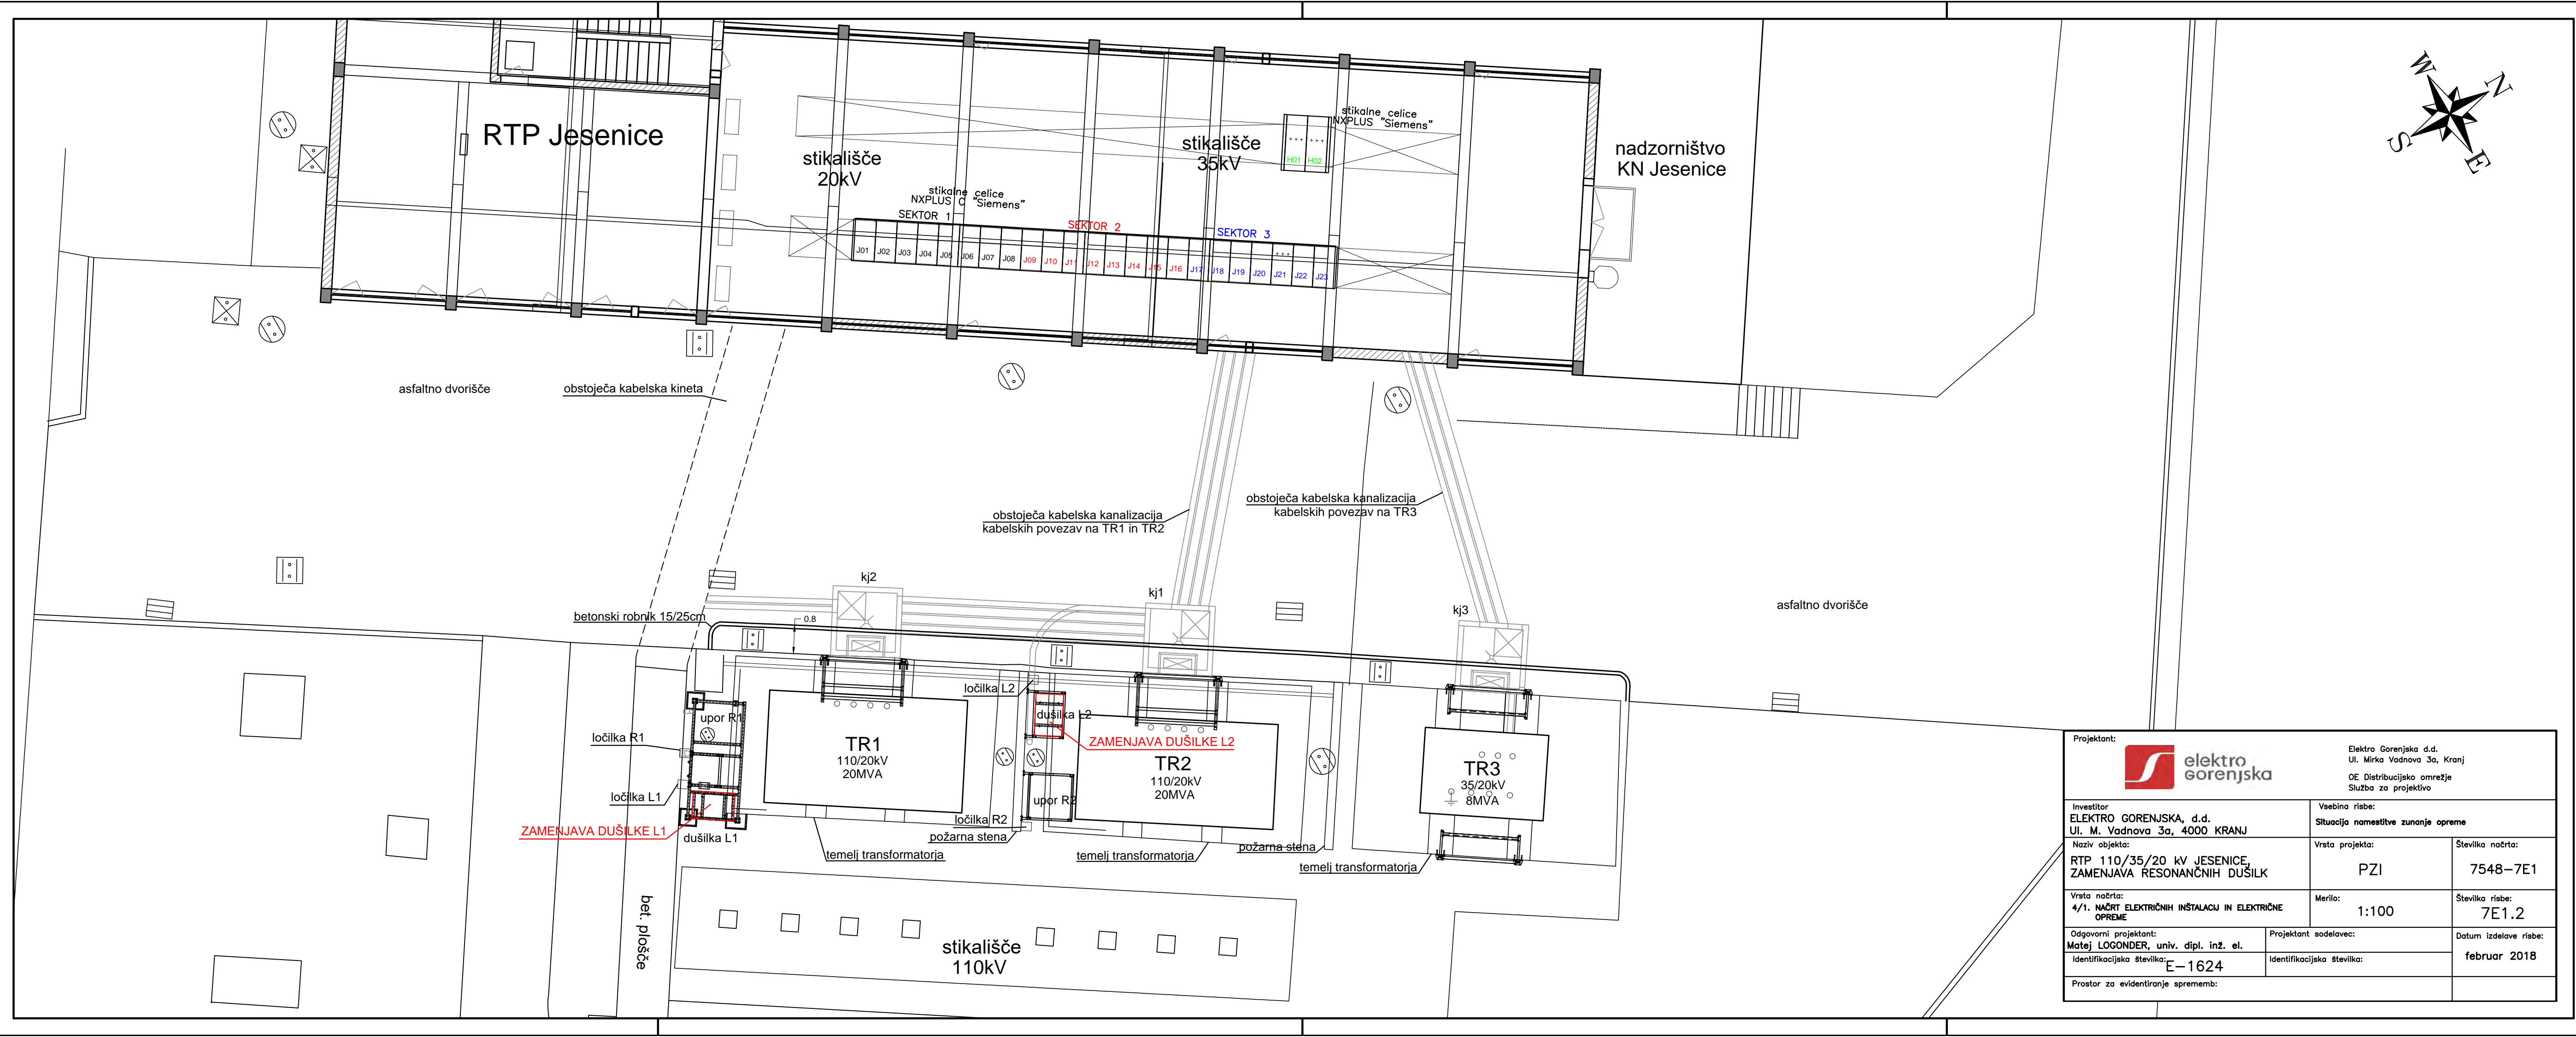 RTP Jesenice
stikališče
20kV
stikalne celice
NXPLUS C "Siemens"
stikališče
35kV
stikalne celice
NXPLUS "Siemens"
+++ +++
H01 H02
nadzorništvo
KN Jesenice
W N
S E
SEKTOR 1
SEKTOR 2
SEKTOR 3
+++
J01 J02 J03 J04 J05 J06 J07 J08 J09 J10 J11 J12 J13 J14 J15 J16 J17 J18 J19 J20 J21 J22 J23
asfaltno dvorišče
obstoječa kabelska kineta
obstoječa kabelska kanalizacija
kabelskih povezav na TR1 in TR2
obstoječa kabelska kanalizacija
kabelskih povezav na TR3
kj2
kj1
kj3
asfaltno dvorišče
betonski robnik 15/25cm
0.8
upor R1
ločilka R1
ločilka L1
ZAMENJAVA DUŠILKE L1
dušilka L1
TR1
110/20kV
20MVA
ločilka L2
dušilka L2
ZAMENJAVA DUŠILKE L2
TR2
110/20kV
20MVA
upor R2
ločilka R2
požarna stena
temelj transformatorja
temelj transformatorja
požarna stena
temelj transformatorja
TR3
35/20kV
8MVA
bet. plošče
stikališče
110kV
Projektant:
elektro
gorenjska
Elektro Gorenjska d.d.
Ul. Mirka Vadnova 3a, Kranj
OE Distribucijsko omrežje
Služba za projektivo
Investitor
ELEKTRO GORENJSKA, d.d.
Ul. M. Vadnova 3a, 4000 KRANJ
Vsebina risbe:
Situacija namestitve zunanje opreme
Naziv objekta:
RTP 110/35/20 kV JESENICE,
ZAMENJAVA RESONANČNIH DUŠILK
Vrsta projekta:
PZI
Številka načrta:
7548-7E1
Vrsta načrta:
4/1. NAČRT ELEKTRIČNIH INŠTALACIJ IN ELEKTRIČNE
OPREME
Merilo:
1:100
Številka risbe:
7E1.2
Odgovorni projektant:
Matej LOGONDER, univ. dipl. inž. el.
Projektant sodelavec:
Datum izdelave risbe:
februar 2018
Identifikacijska številka:
E-1624
Identifikacijska številka:
Prostor za evidentiranje sprememb: